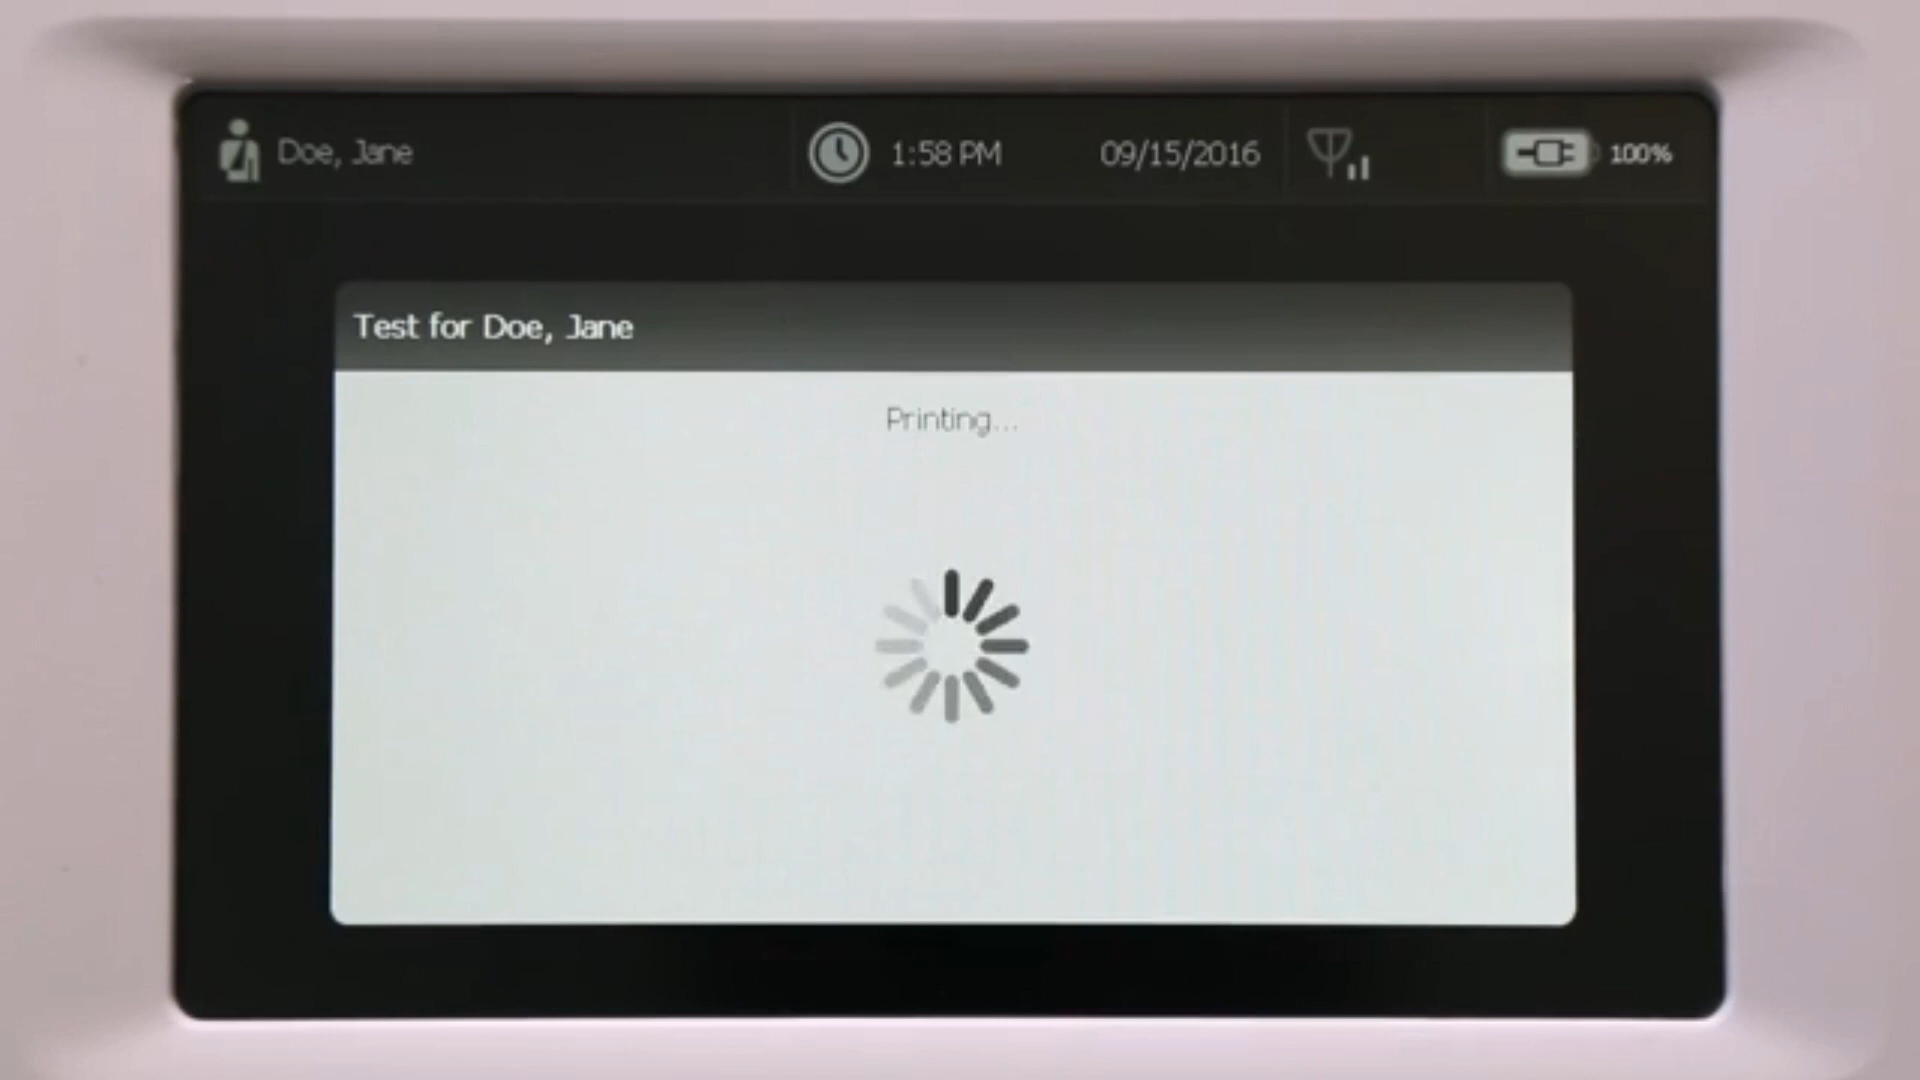 Doe, Jane 1:58 PM 09/15/2016 100%
Test for Doe, Jane
Printing...